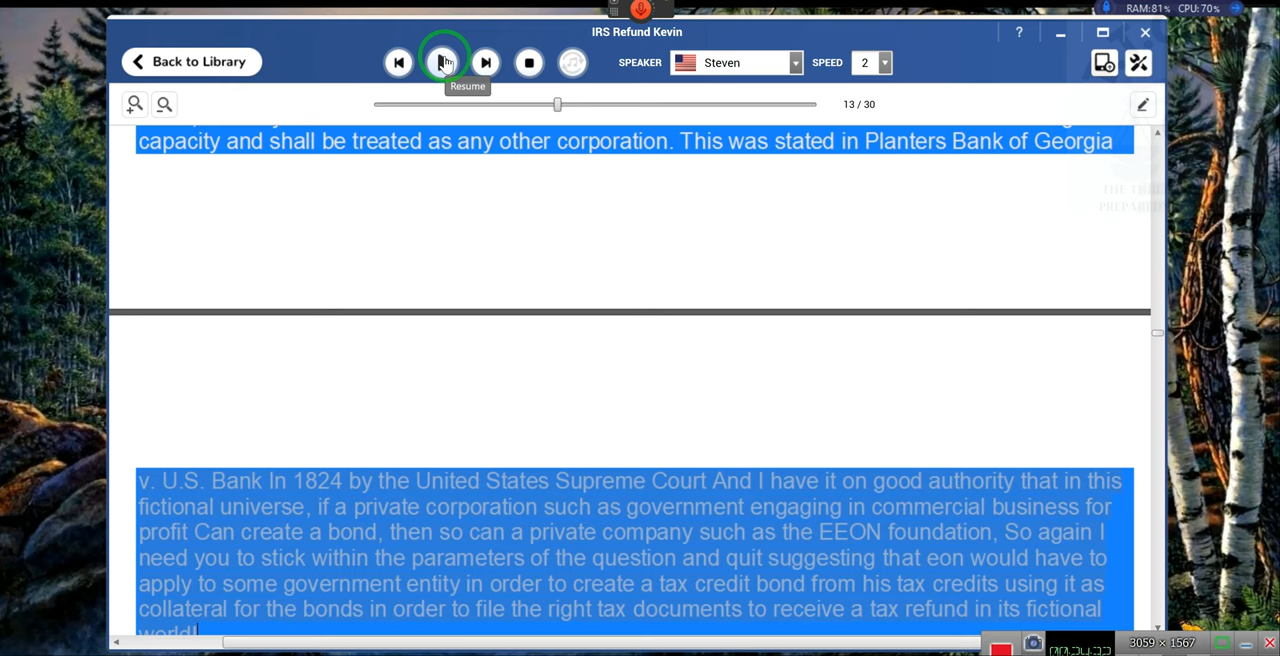 RAM:81% CPU:70%
IRS Refund Kevin
?
Back to Library
SPEAKER
Steven
SPEED
2
Resume
13 / 30
capacity and shall be treated as any other corporation. This was stated in Planters Bank of Georgia
v. U.S. Bank In 1824 by the United States Supreme Court And I have it on good authority that in this
fictional universe, if a private corporation such as government engaging in commercial business for
profit Can create a bond, then so can a private company such as the EEON foundation, So again I
need you to stick within the parameters of the question and quit suggesting that eon would have to
apply to some government entity in order to create a tax credit bond from his tax credits using it as
collateral for the bonds in order to file the right tax documents to receive a tax refund in its fictional
world!
3059 × 1567